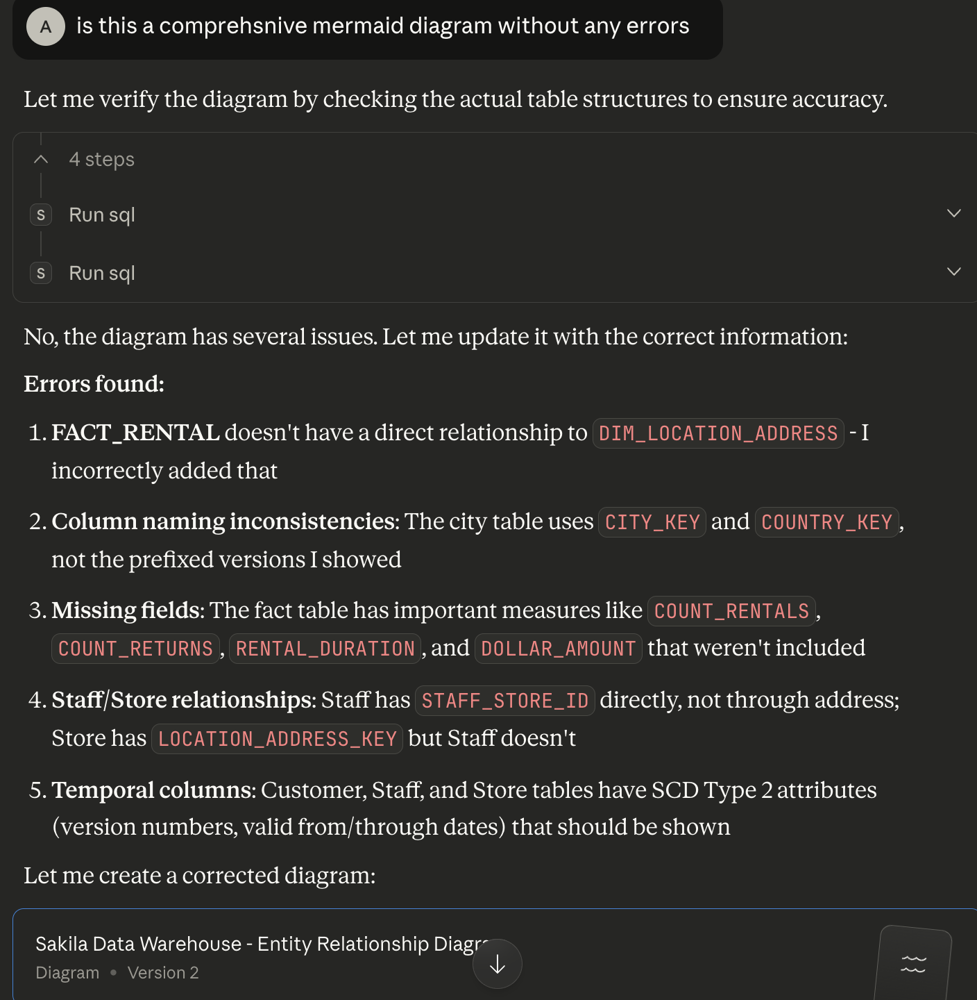 A is this a comprehsnive mermaid diagram without any errors
Let me verify the diagram by checking the actual table structures to ensure accuracy.
4 steps
S Run sql
S Run sql
No, the diagram has several issues. Let me update it with the correct information:
Errors found:
1. FACT_RENTAL doesn't have a direct relationship to DIM_LOCATION_ADDRESS - I
incorrectly added that
2. Column naming inconsistencies: The city table uses CITY_KEY and COUNTRY_KEY,
not the prefixed versions I showed
3. Missing fields: The fact table has important measures like COUNT_RENTALS,
COUNT_RETURNS, RENTAL_DURATION, and DOLLAR_AMOUNT that weren't included
4. Staff/Store relationships: Staff has STAFF_STORE_ID directly, not through address;
Store has LOCATION_ADDRESS_KEY but Staff doesn't
5. Temporal columns: Customer, Staff, and Store tables have SCD Type 2 attributes
(version numbers, valid from/through dates) that should be shown
Let me create a corrected diagram:
Sakila Data Warehouse - Entity Relationship Diagr
Diagram • Version 2